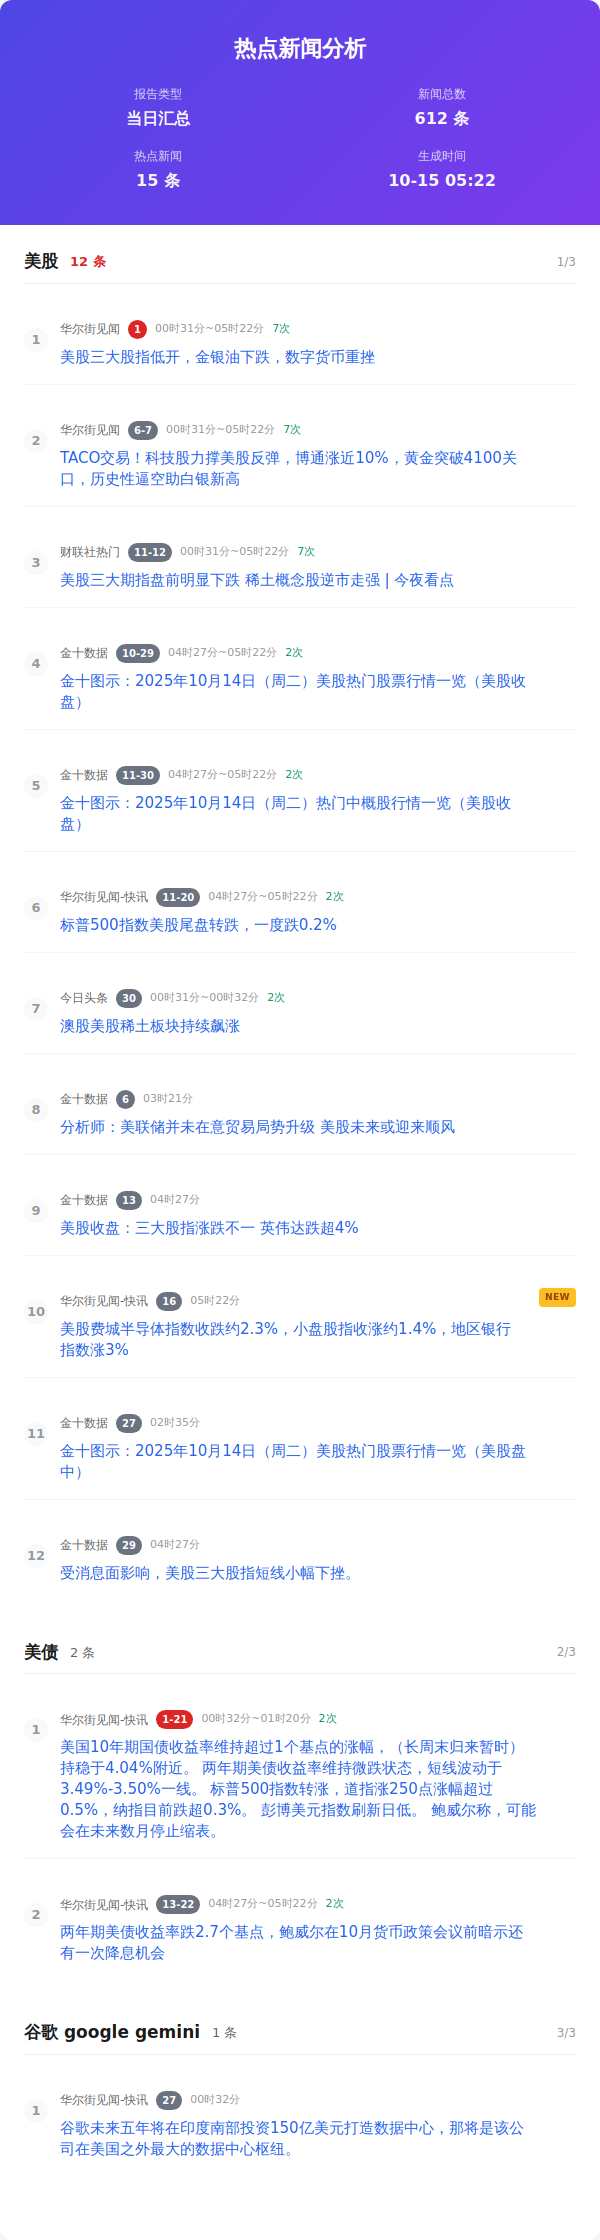 热点新闻分析
报告类型
当日汇总
新闻总数
612 条
热点新闻
15 条
生成时间
10-15 05:22
美股 12 条 1/3
1 华尔街见闻 1 00时31分~05时22分 7次
美股三大股指低开，金银油下跌，数字货币重挫
2 华尔街见闻 6-7 00时31分~05时22分 7次
TACO交易！科技股力撑美股反弹，博通涨近10%，黄金突破4100关
口，历史性逼空助白银新高
3 财联社热门 11-12 00时31分~05时22分 7次
美股三大期指盘前明显下跌 稀土概念股逆市走强 | 今夜看点
4 金十数据 10-29 04时27分~05时22分 2次
金十图示：2025年10月14日（周二）美股热门股票行情一览（美股收
盘）
5 金十数据 11-30 04时27分~05时22分 2次
金十图示：2025年10月14日（周二）热门中概股行情一览（美股收
盘）
6 华尔街见闻-快讯 11-20 04时27分~05时22分 2次
标普500指数美股尾盘转跌，一度跌0.2%
7 今日头条 30 00时31分~00时32分 2次
澳股美股稀土板块持续飙涨
8 金十数据 6 03时21分
分析师：美联储并未在意贸易局势升级 美股未来或迎来顺风
9 金十数据 13 04时27分
美股收盘：三大股指涨跌不一 英伟达跌超4%
10 华尔街见闻-快讯 16 05时22分 NEW
美股费城半导体指数收跌约2.3%，小盘股指收涨约1.4%，地区银行
指数涨3%
11 金十数据 27 02时35分
金十图示：2025年10月14日（周二）美股热门股票行情一览（美股盘
中）
12 金十数据 29 04时27分
受消息面影响，美股三大股指短线小幅下挫。
美债 2 条 2/3
1 华尔街见闻-快讯 1-21 00时32分~01时20分 2次
美国10年期国债收益率维持超过1个基点的涨幅，（长周末归来暂时）
持稳于4.04%附近。 两年期美债收益率维持微跌状态，短线波动于
3.49%-3.50%一线。 标普500指数转涨，道指涨250点涨幅超过
0.5%，纳指目前跌超0.3%。 彭博美元指数刷新日低。 鲍威尔称，可能
会在未来数月停止缩表。
2 华尔街见闻-快讯 13-22 04时27分~05时22分 2次
两年期美债收益率跌2.7个基点，鲍威尔在10月货币政策会议前暗示还
有一次降息机会
谷歌 google gemini 1 条 3/3
1 华尔街见闻-快讯 27 00时32分
谷歌未来五年将在印度南部投资150亿美元打造数据中心，那将是该公
司在美国之外最大的数据中心枢纽。